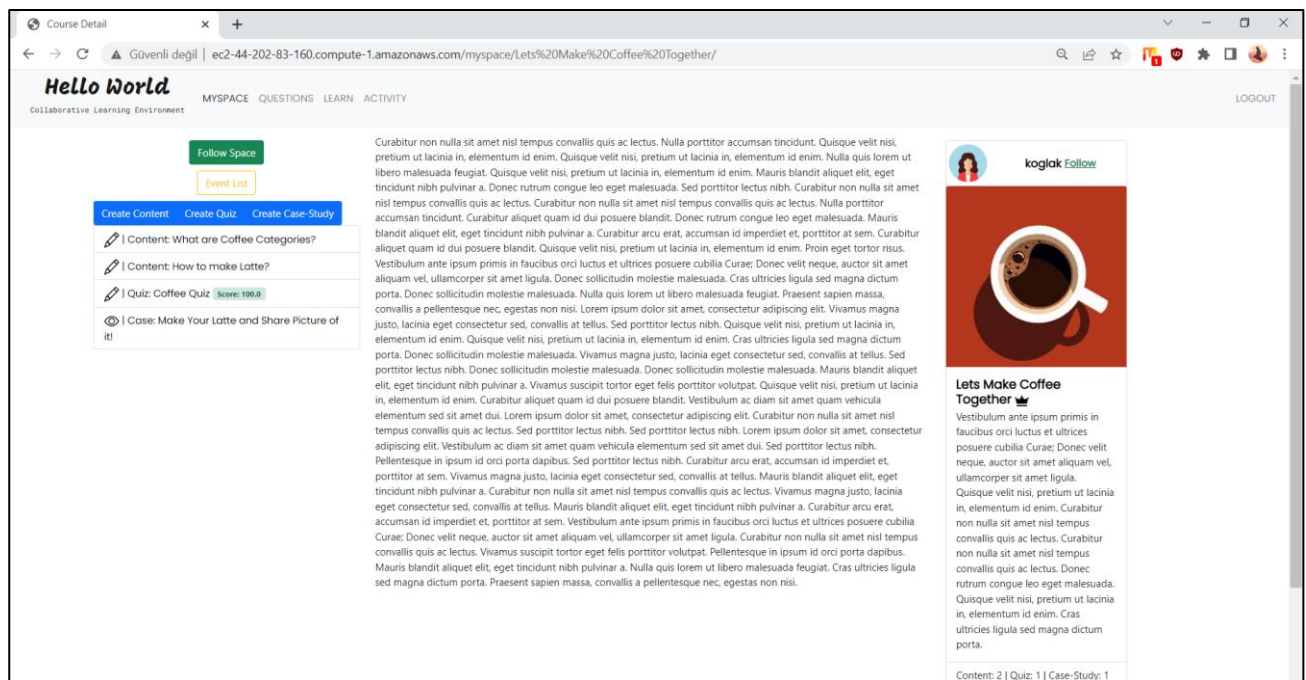 Course Detail
Güvenli değil | ec2-44-202-83-160.compute-1.amazonaws.com/myspace/Lets%20Make%20Coffee%20Together/
Hello World
Collaborative Learning Environment
MYSPACE QUESTIONS LEARN ACTIVITY
LOGOUT
Follow Space
Event List
Create Content Create Quiz Create Case-Study
| Content: What are Coffee Categories?
| Content: How to make Latte?
| Quiz: Coffee Quiz Score: 100.0
| Case: Make Your Latte and Share Picture of
it!
Curabitur non nulla sit amet nisl tempus convallis quis ac lectus. Nulla porttitor accumsan tincidunt. Quisque velit nisi,
pretium ut lacinia in, elementum id enim. Quisque velit nisi, pretium ut lacinia in, elementum id enim. Nulla quis lorem ut
libero malesuada feugiat. Quisque velit nisi, pretium ut lacinia in, elementum id enim. Mauris blandit aliquet elit, eget
tincidunt nibh pulvinar a. Donec rutrum congue leo eget malesuada. Sed porttitor lectus nibh. Curabitur non nulla sit amet
nisl tempus convallis quis ac lectus. Curabitur non nulla sit amet nisl tempus convallis quis ac lectus. Nulla porttitor
accumsan tincidunt. Curabitur aliquet quam id dui posuere blandit. Donec rutrum congue leo eget malesuada. Mauris
blandit aliquet elit, eget tincidunt nibh pulvinar a. Curabitur arcu erat, accumsan id imperdiet et, porttitor at sem. Curabitur
aliquet quam id dui posuere blandit. Quisque velit nisi, pretium ut lacinia in, elementum id enim. Proin eget tortor risus.
Vestibulum ante ipsum primis in faucibus orci luctus et ultrices posuere cubilia Curae; Donec velit neque, auctor sit amet
aliquam vel, ullamcorper sit amet ligula. Donec sollicitudin molestie malesuada. Cras ultricies ligula sed magna dictum
porta. Donec sollicitudin molestie malesuada. Nulla quis lorem ut libero malesuada feugiat. Praesent sapien massa,
convallis a pellentesque nec, egestas non nisi. Lorem ipsum dolor sit amet, consectetur adipiscing elit. Vivamus magna
justo, lacinia eget consectetur sed, convallis at tellus. Sed porttitor lectus nibh. Quisque velit nisi, pretium ut lacinia in,
elementum id enim. Quisque velit nisi, pretium ut lacinia in, elementum id enim. Cras ultricies ligula sed magna dictum
porta. Donec sollicitudin molestie malesuada. Vivamus magna justo, lacinia eget consectetur sed, convallis at tellus. Sed
porttitor lectus nibh. Donec sollicitudin molestie malesuada. Donec sollicitudin molestie malesuada. Mauris blandit aliquet
elit, eget tincidunt nibh pulvinar a. Vivamus suscipit tortor eget felis porttitor volutpat. Quisque velit nisi, pretium ut lacinia
in, elementum id enim. Curabitur aliquet quam id dui posuere blandit. Vestibulum ac diam sit amet quam vehicula
elementum sed sit amet dui. Lorem ipsum dolor sit amet, consectetur adipiscing elit. Curabitur non nulla sit amet nisl
tempus convallis quis ac lectus. Sed porttitor lectus nibh. Sed porttitor lectus nibh. Lorem ipsum dolor sit amet, consectetur
adipiscing elit. Vestibulum ac diam sit amet quam vehicula elementum sed sit amet dui. Sed porttitor lectus nibh.
Pellentesque in ipsum id orci porta dapibus. Sed porttitor lectus nibh. Curabitur arcu erat, accumsan id imperdiet et,
porttitor at sem. Vivamus magna justo, lacinia eget consectetur sed, convallis at tellus. Mauris blandit aliquet elit, eget
tincidunt nibh pulvinar a. Curabitur non nulla sit amet nisl tempus convallis quis ac lectus. Vivamus magna justo, lacinia
eget consectetur sed, convallis at tellus. Mauris blandit aliquet elit, eget tincidunt nibh pulvinar a. Curabitur arcu erat,
accumsan id imperdiet et, porttitor at sem. Vestibulum ante ipsum primis in faucibus orci luctus et ultrices posuere cubilia
Curae; Donec velit neque, auctor sit amet aliquam vel, ullamcorper sit amet ligula. Curabitur non nulla sit amet nisl tempus
convallis quis ac lectus. Vivamus suscipit tortor eget felis porttitor volutpat. Pellentesque in ipsum id orci porta dapibus.
Mauris blandit aliquet elit, eget tincidunt nibh pulvinar a. Nulla quis lorem ut libero malesuada feugiat. Cras ultricies ligula
sed magna dictum porta. Praesent sapien massa, convallis a pellentesque nec, egestas non nisi.
koglak Follow
Lets Make Coffee
Together
Vestibulum ante ipsum primis in
faucibus orci luctus et ultrices
posuere cubilia Curae; Donec velit
neque, auctor sit amet aliquam vel,
ullamcorper sit amet ligula.
Quisque velit nisi, pretium ut lacinia
in, elementum id enim. Curabitur
non nulla sit amet nisl tempus
convallis quis ac lectus. Curabitur
non nulla sit amet nisl tempus
convallis quis ac lectus. Donec
rutrum congue leo eget malesuada.
Quisque velit nisi, pretium ut lacinia
in, elementum id enim. Cras
ultricies ligula sed magna dictum
porta.
Content: 2 | Quiz: 1 | Case-Study: 1